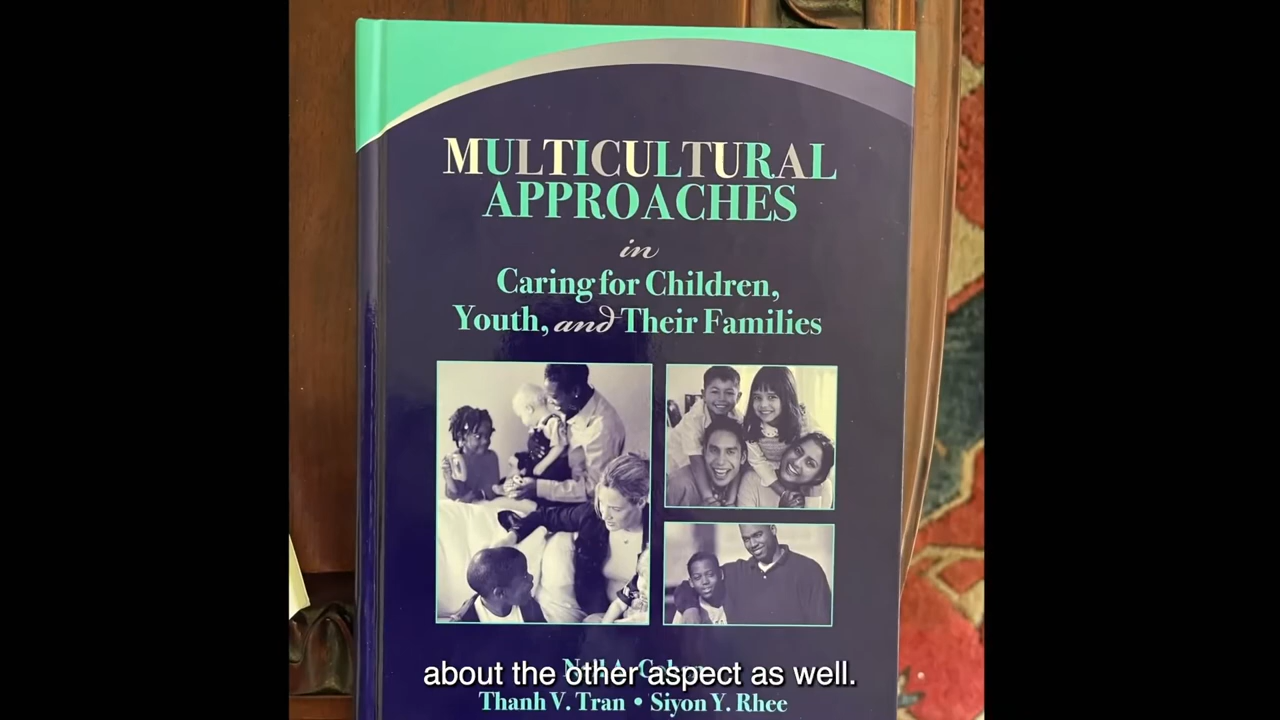 MULTICULTURAL
APPROACHES
in
Caring for Children,
Youth, and Their Families
about the other aspect as well.
Thanh V. Tran • Siyon Y. Rhee